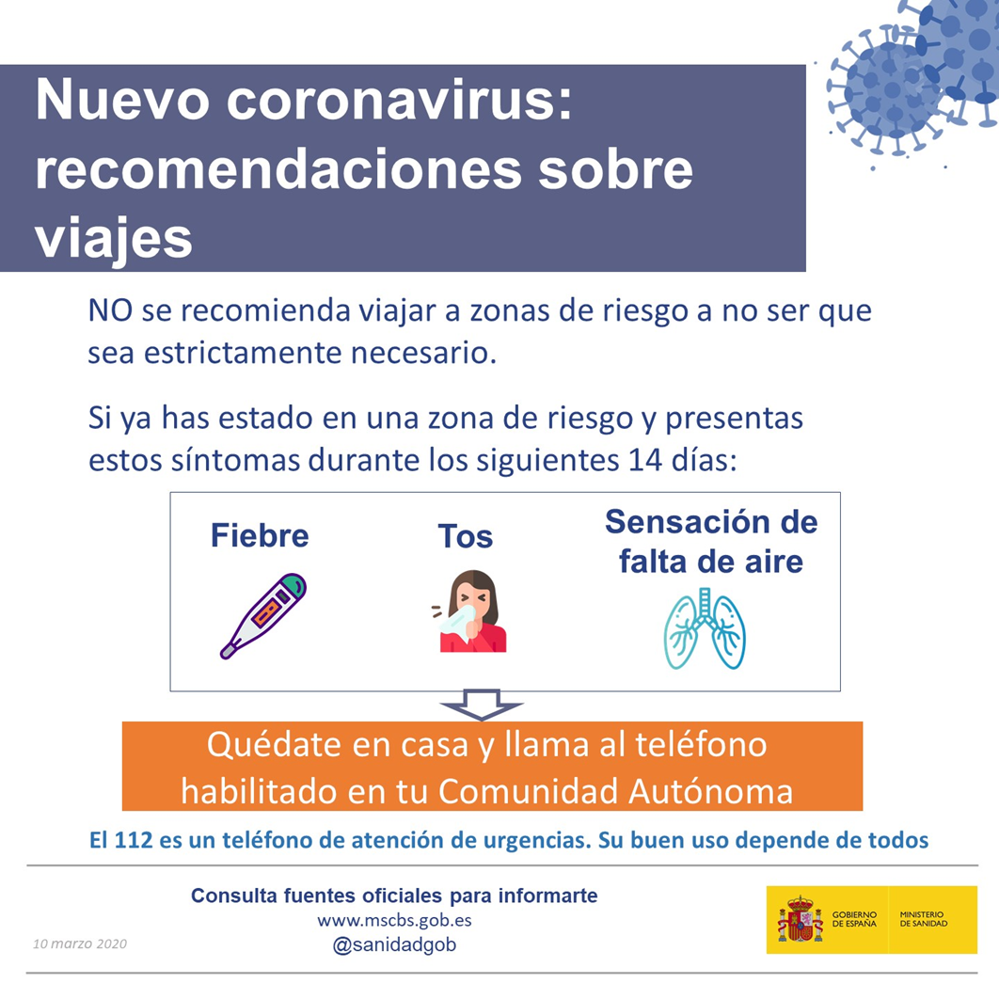 Nuevo coronavirus:
recomendaciones sobre
viajes
NO se recomienda viajar a zonas de riesgo a no ser que
sea estrictamente necesario.
Si ya has estado en una zona de riesgo y presentas
estos síntomas durante los siguientes 14 días:
Fiebre
Tos
Sensación de
falta de aire
Quédate en casa y llama al teléfono
habilitado en tu Comunidad Autónoma
El 112 es un teléfono de atención de urgencias. Su buen uso depende de todos
Consulta fuentes oficiales para informarte
www.mscbs.gob.es
@sanidadgob
10 marzo 2020
GOBIERNO
DE ESPAÑA
MINISTERIO
DE SANIDAD